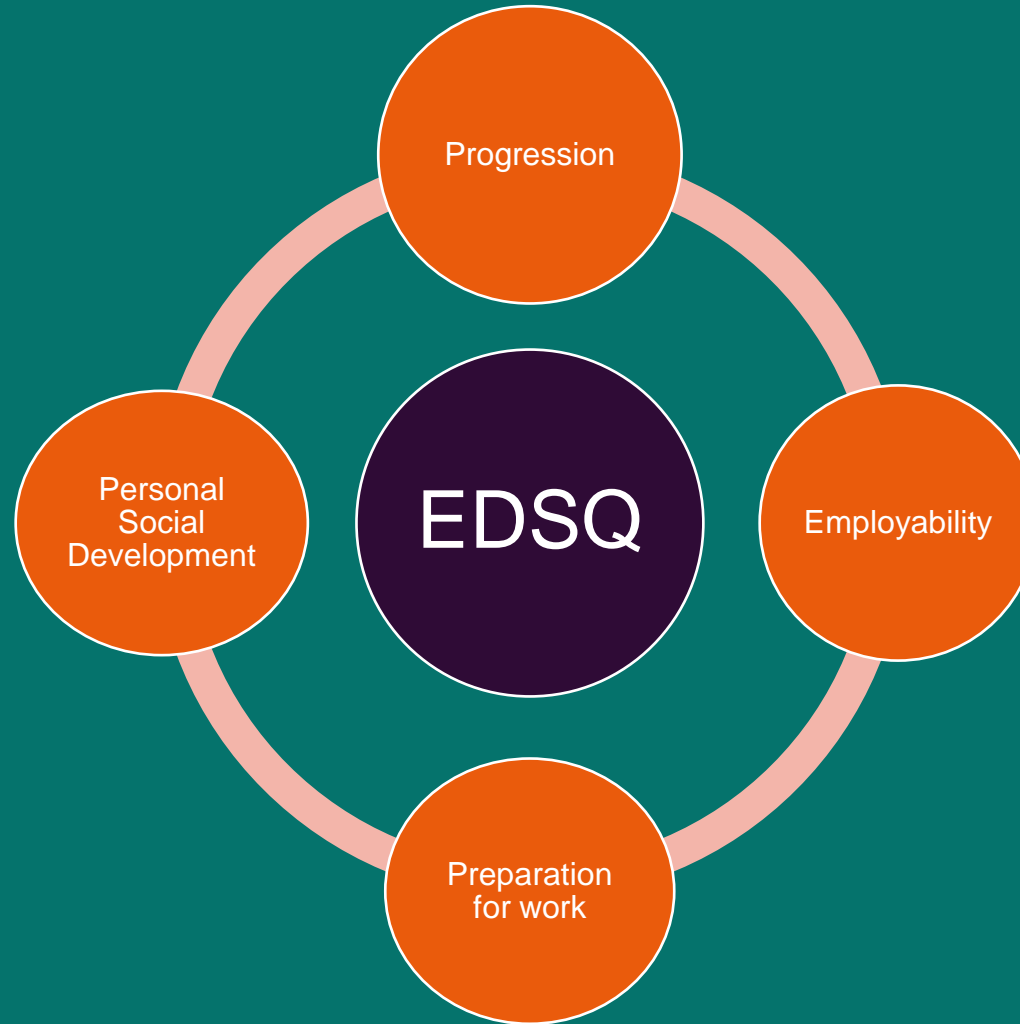 Progression
Personal
Social
Development
EDSQ
Employability
Preparation
for work